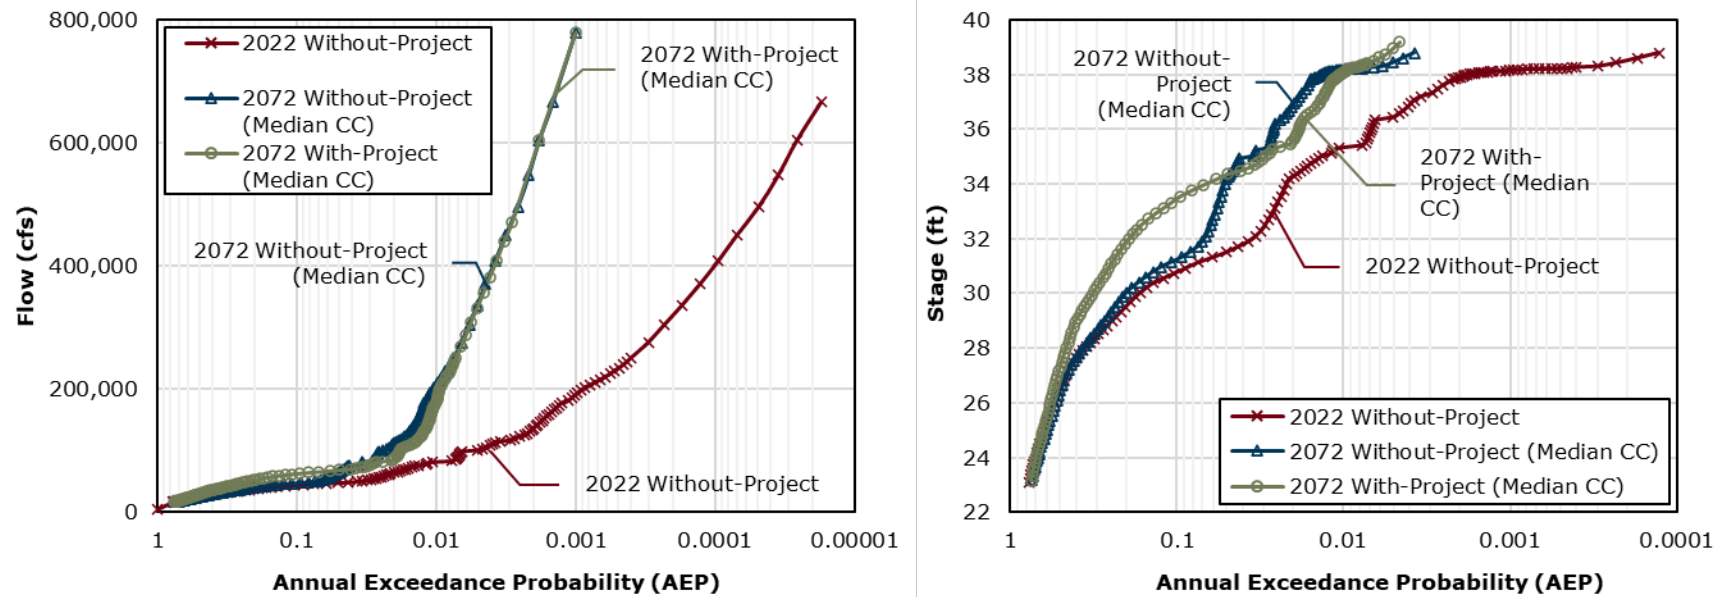 800,000
600,000
400,000
200,000
0
Flow (cfs)
2022 Without-Project
2072 Without-Project
(Median CC)
2072 With-Project
(Median CC)
2072 With-Project
(Median CC)
2072 Without-Project
(Median CC)
2022 Without-Project
1
0.1
0.01
0.001
0.0001
0.00001
Annual Exceedance Probability (AEP)
40
38
36
34
32
30
28
26
24
22
Stage (ft)
2072 Without-
Project
(Median CC)
2072 With-
Project (Median
CC)
2022 Without-Project
2022 Without-Project
2072 Without-Project (Median CC)
2072 With-Project (Median CC)
1
0.1
0.01
0.001
0.0001
Annual Exceedance Probability (AEP)